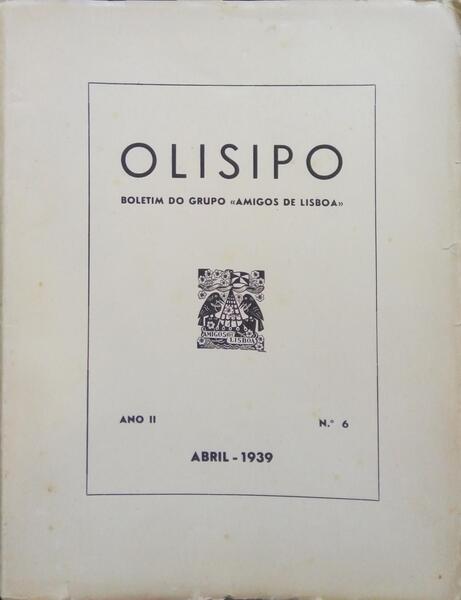 OLISIPO
BOLETIM DO GRUPO «AMIGOS DE LISBOA»
AMIGOS DE
LISBOA
ANO II
N.° 6
ABRIL - 1939